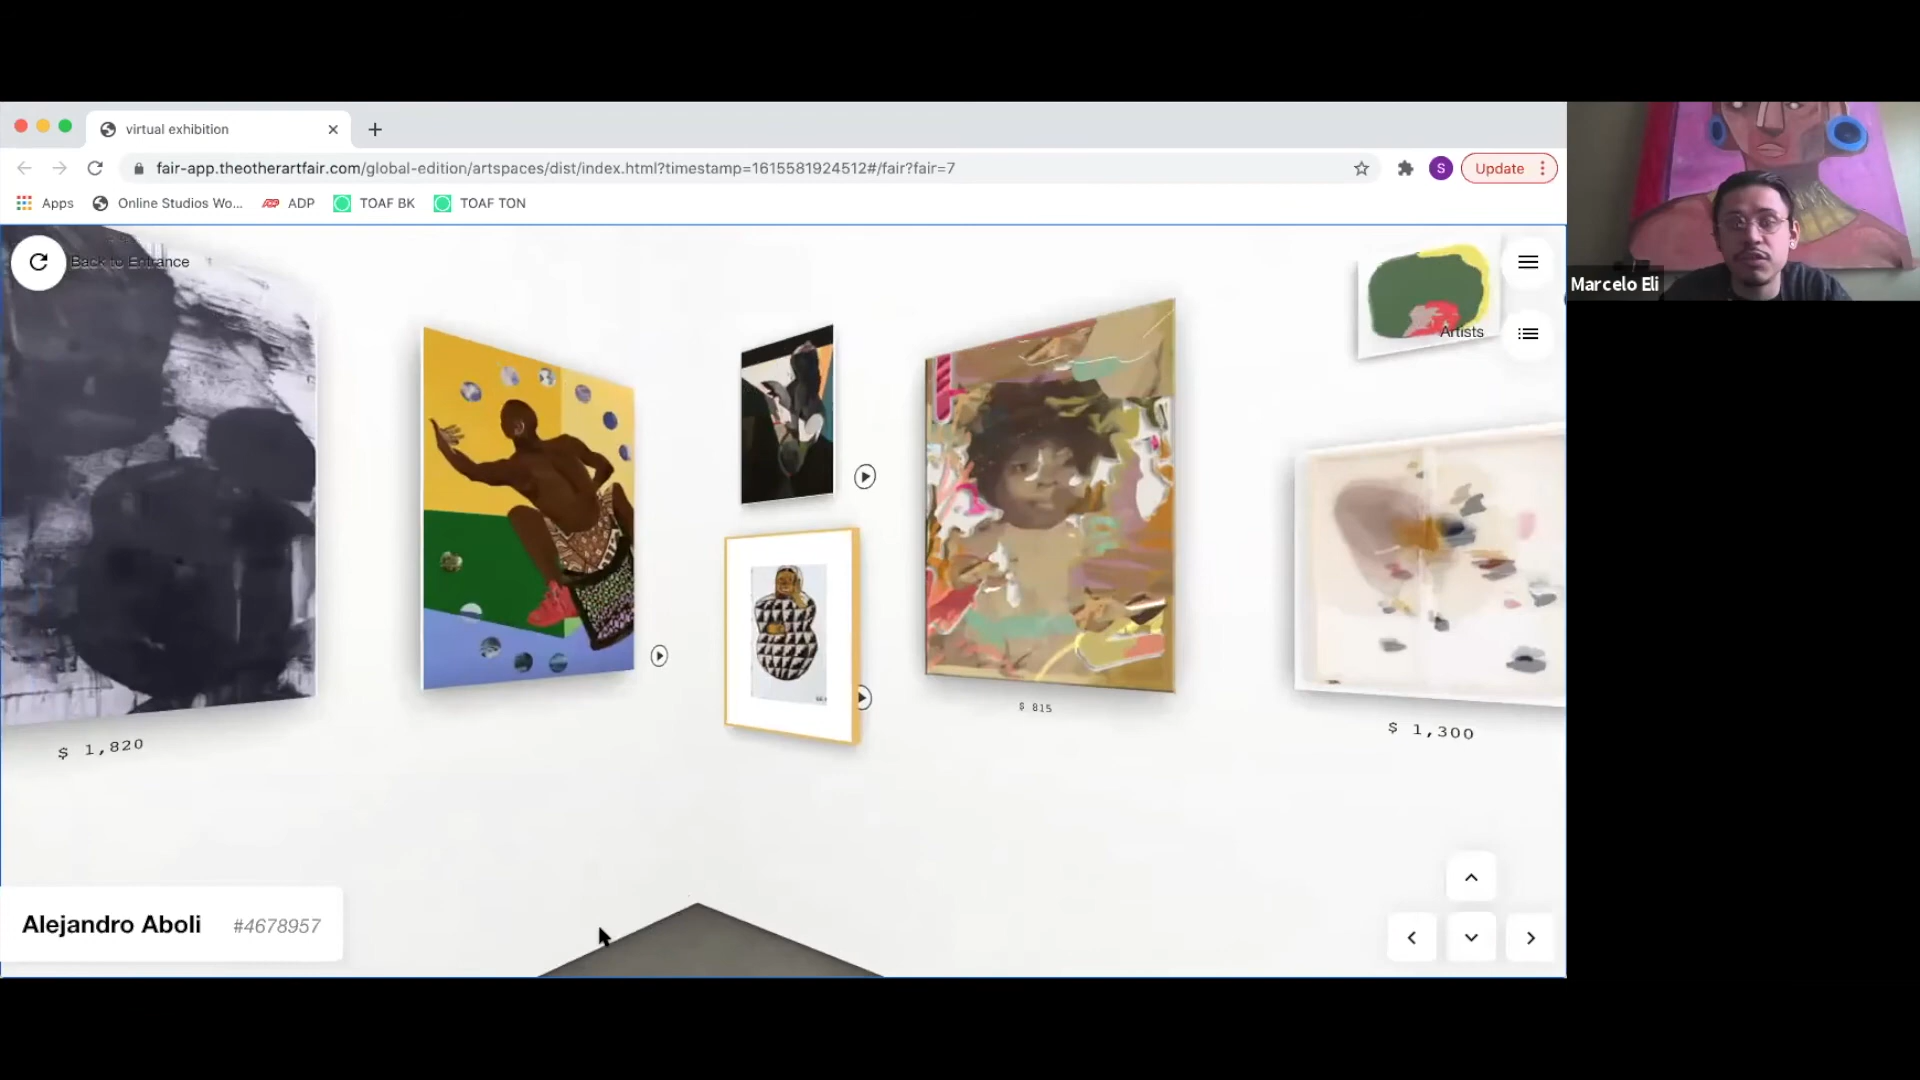 virtual exhibition
fair-app.theotherartfair.com/global-edition/artspaces/dist/index.html?timestamp=1615581924512#/fair?fair=7
S
Update
Apps
Online Studios Wo...
ADP
TOAF BK
TOAF TON
Back to Entrance
Artists
Marcelo Eli
$ 815
$ 1,300
$ 1,820
Alejandro Aboli #4678957